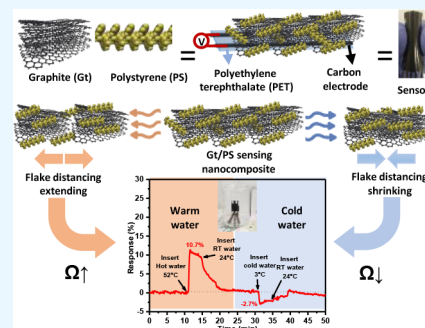 V
Graphite (Gt)
Polystyrene (PS)
=
Polyethylene
terephthalate (PET)
Carbon
electrode
=
Gt/PS sensing
nanocomposite
Flake distancing
extending
Flake distancing
shrinking
Ω↑
Ω↓
Response (%)
30
25
20
15
10
5
0
-5
Warm
water
Cold
water
10.7%
Insert
Hot water
52°C
Insert
RT water
24°C
Insert
cold water
3°C
Insert
RT water
24°C
-2.7%
0 5 10 15 20 25 30 35 40 45 50